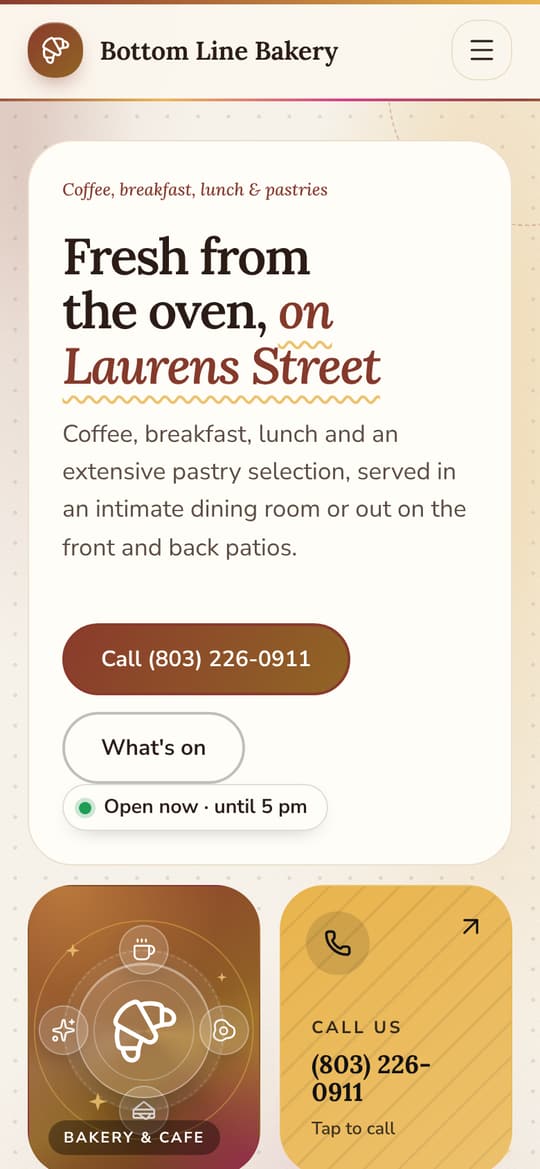 Bottom Line Bakery
Coffee, breakfast, lunch & pastries
Fresh from
the oven, on
Laurens Street
Coffee, breakfast, lunch and an
extensive pastry selection, served in
an intimate dining room or out on the
front and back patios.
Call (803) 226-0911
What's on
Open now · until 5 pm
BAKERY & CAFE
CALL US
(803) 226-
0911
Tap to call